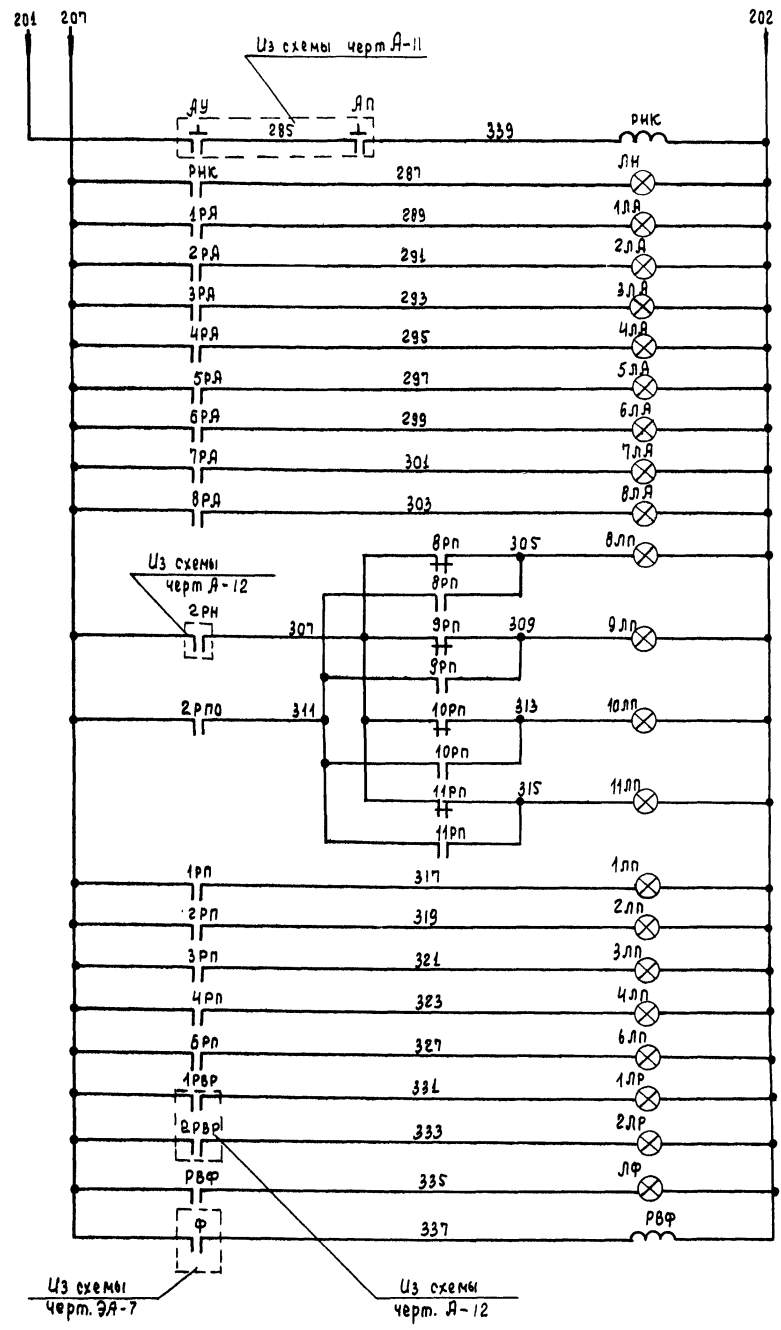 201 207 202
Из схемы черт А-11
АУ 285 АП 339 РНК
РНК 287 ЛН
1РА 289 1ЛА
2РА 291 2ЛА
3РА 293 3ЛА
4РА 295 4ЛА
5РА 297 5ЛА
6РА 299 6ЛА
7РА 301 7ЛА
8РА 303 8ЛА
8РП 305 8ЛП
Из схемы
черт А-12
8РП
2РН 307 9РП 309 9ЛП
9РП
2РПО 311 10РП 313 10ЛП
10РП
11РП 315 11ЛП
11РП
1РП 317 1ЛП
2РП 319 2ЛП
3РП 321 3ЛП
4РП 323 4ЛП
6РП 327 6ЛП
1РВР 331 1ЛР
2РВР 333 2ЛР
РВФ 335 ЛФ
Ф 337 РВФ
Из схемы
черт. ЭА-7
Из схемы
черт. А-12